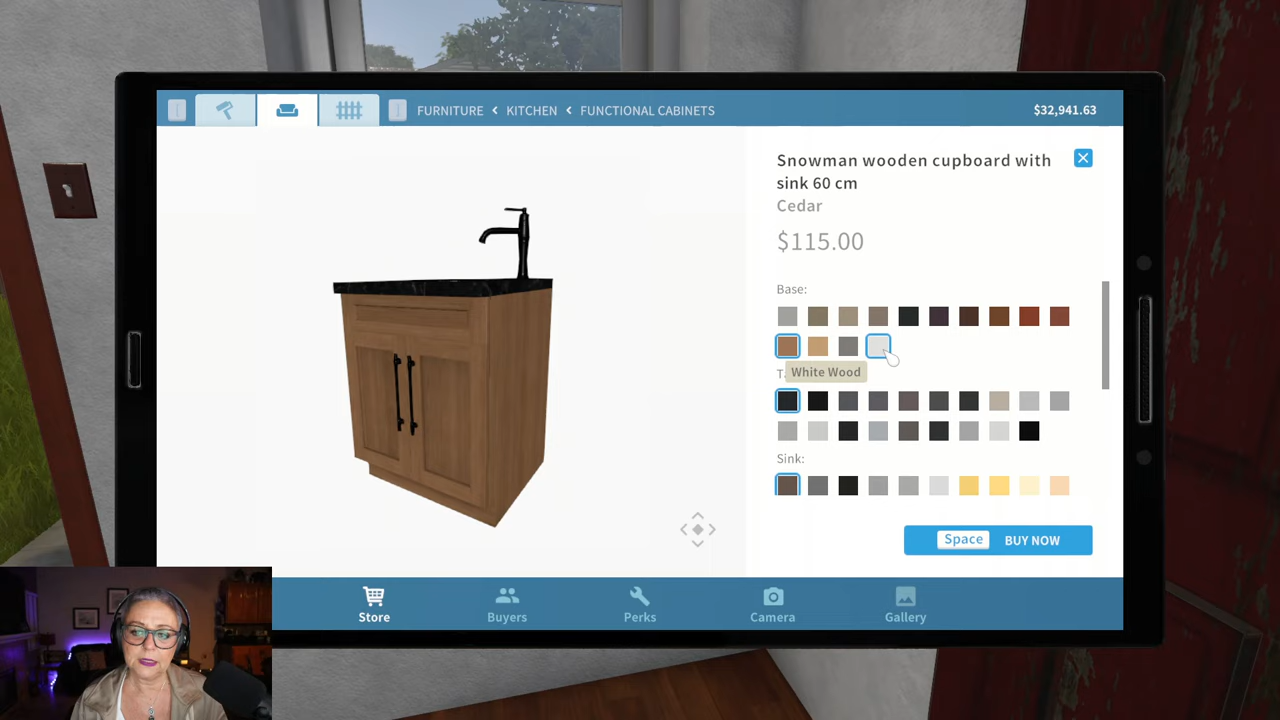 FURNITURE < KITCHEN < FUNCTIONAL CABINETS
$32,941.63
Snowman wooden cupboard with
sink 60 cm
Cedar
$115.00
Base:
White Wood
Sink:
Space BUY NOW
Store
Buyers
Perks
Camera
Gallery